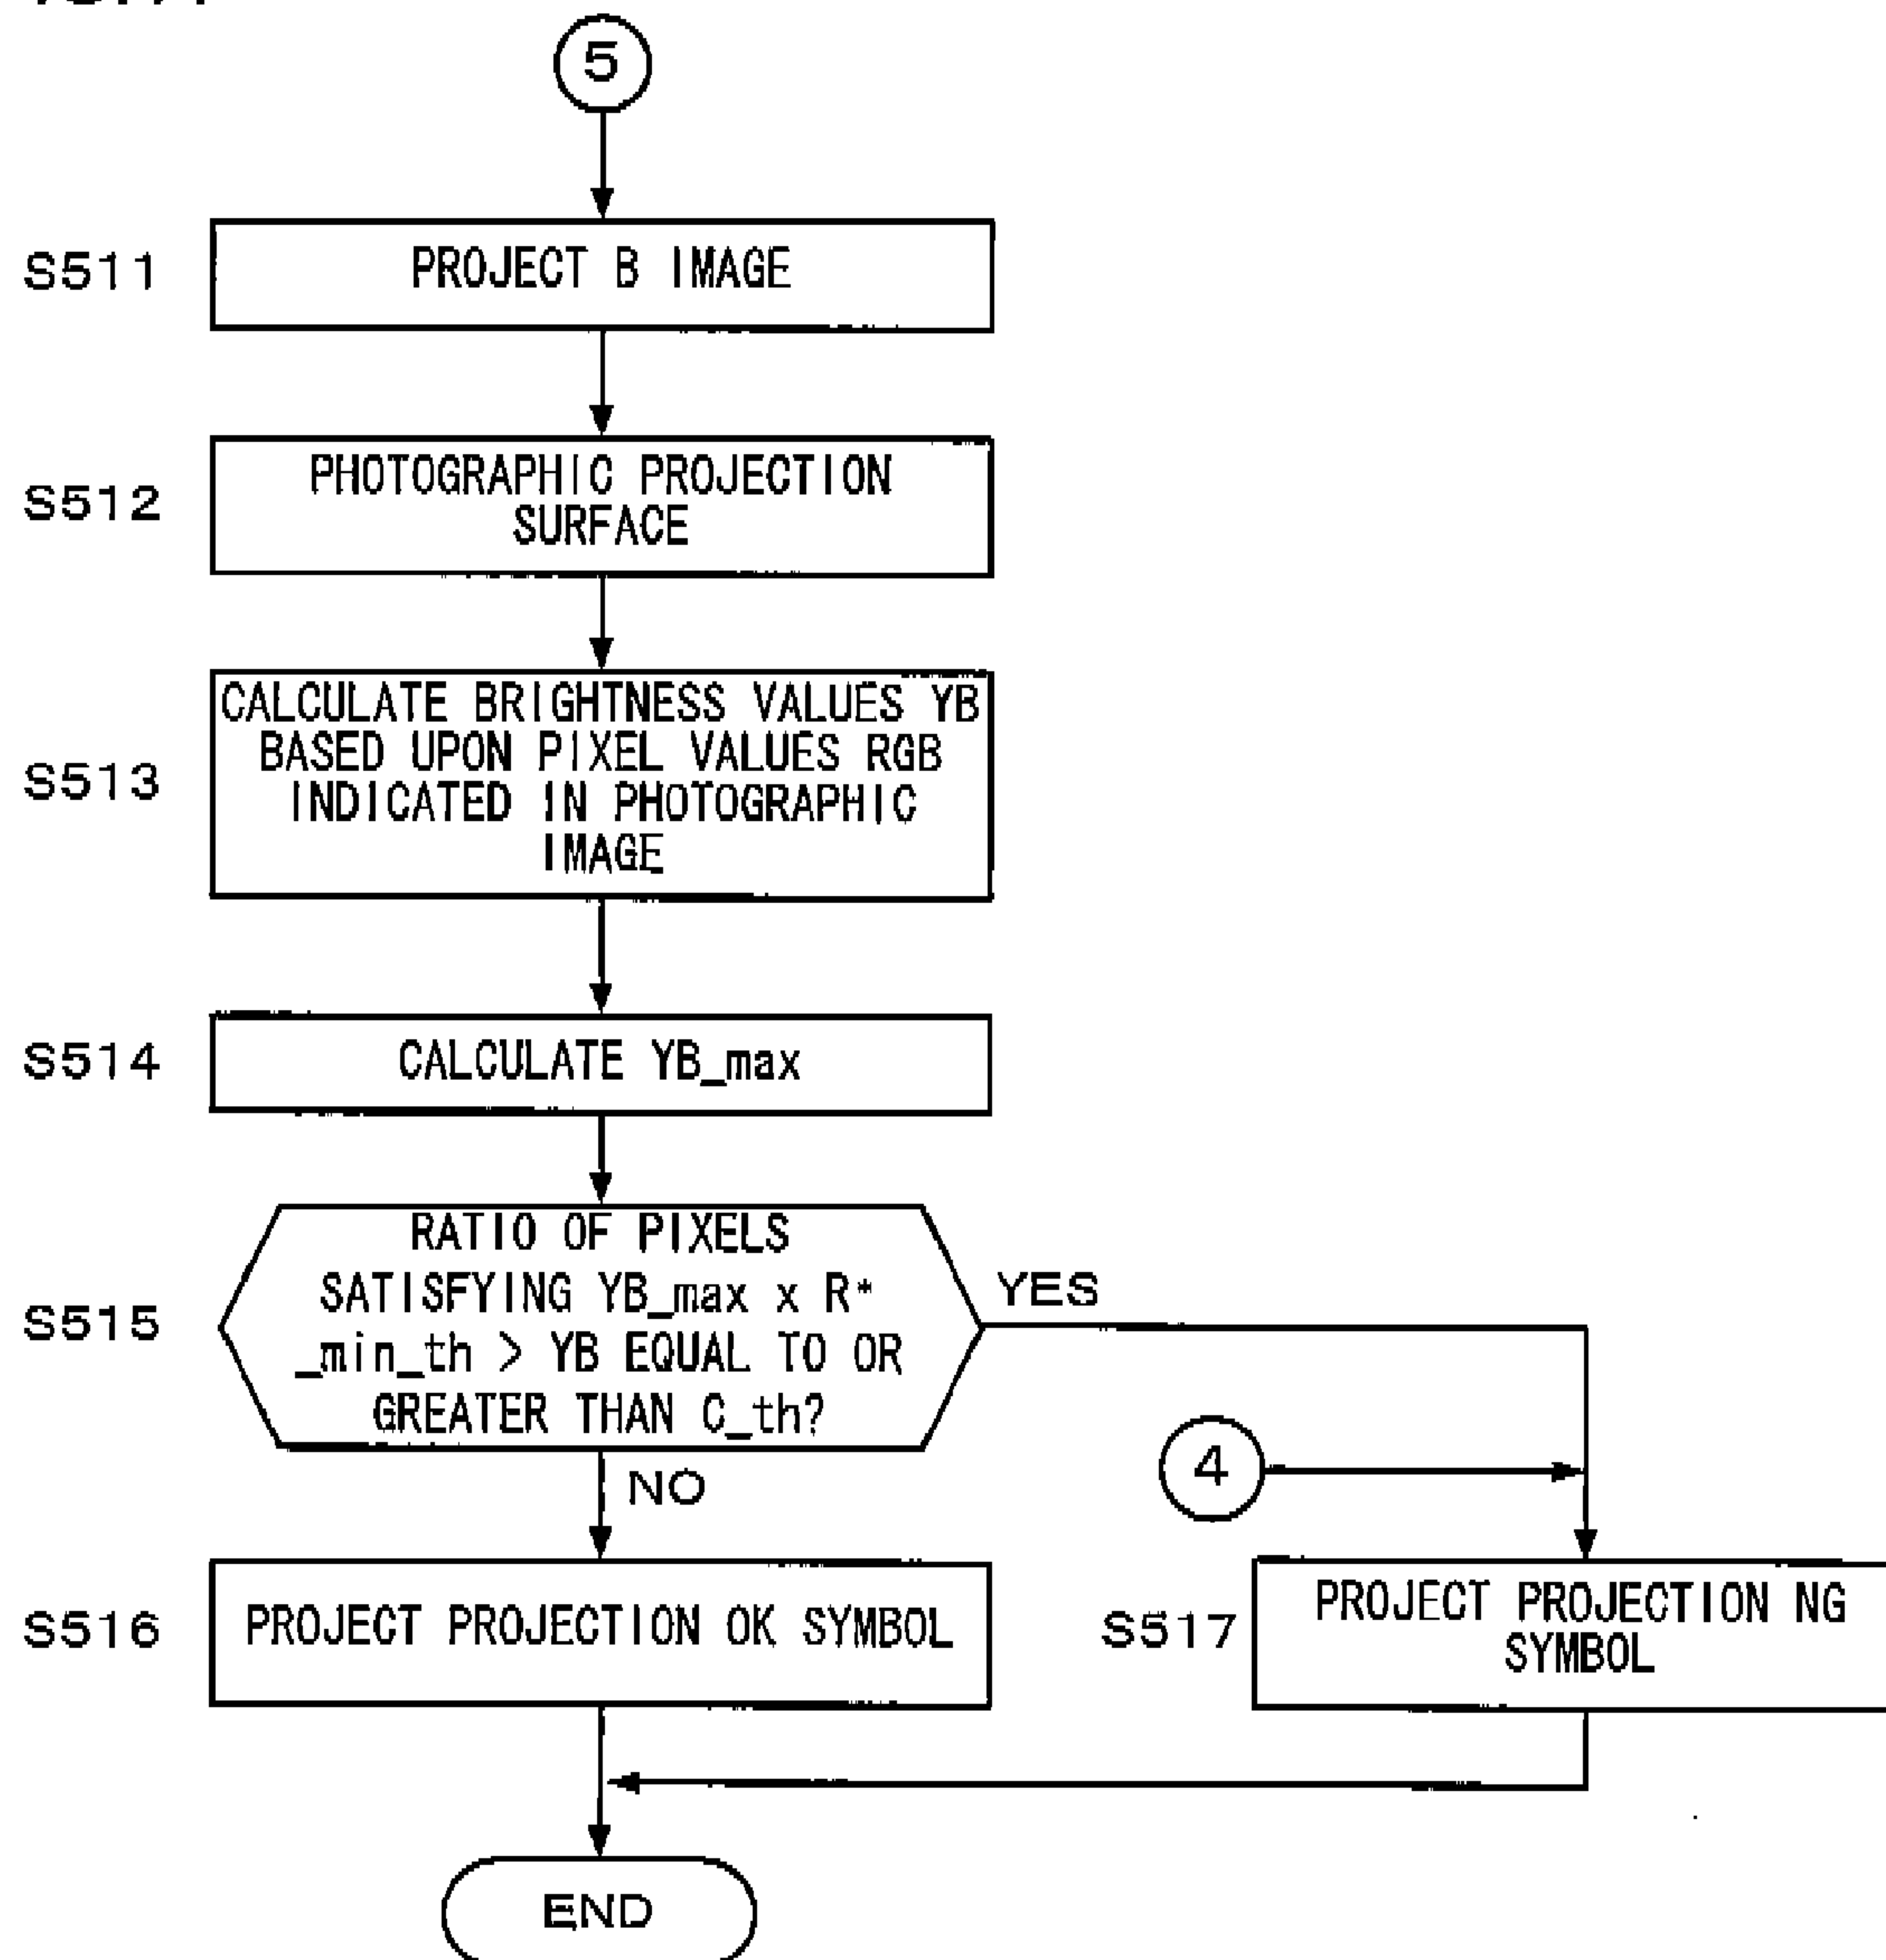 5
S511
PROJECT B IMAGE
S512
PHOTOGRAPHIC PROJECTION
SURFACE
S513
CALCULATE BRIGHTNESS VALUES YB
BASED UPON PIXEL VALUES RGB
INDICATED IN PHOTOGRAPHIC
IMAGE
S514
CALCULATE YB_max
S515
RATIO OF PIXELS
SATISFYING YB_max x R*
_min_th > YB EQUAL TO OR
GREATER THAN C_th?
YES
NO
4
S516
PROJECT PROJECTION OK SYMBOL
S517
PROJECT PROJECTION NG
SYMBOL
END